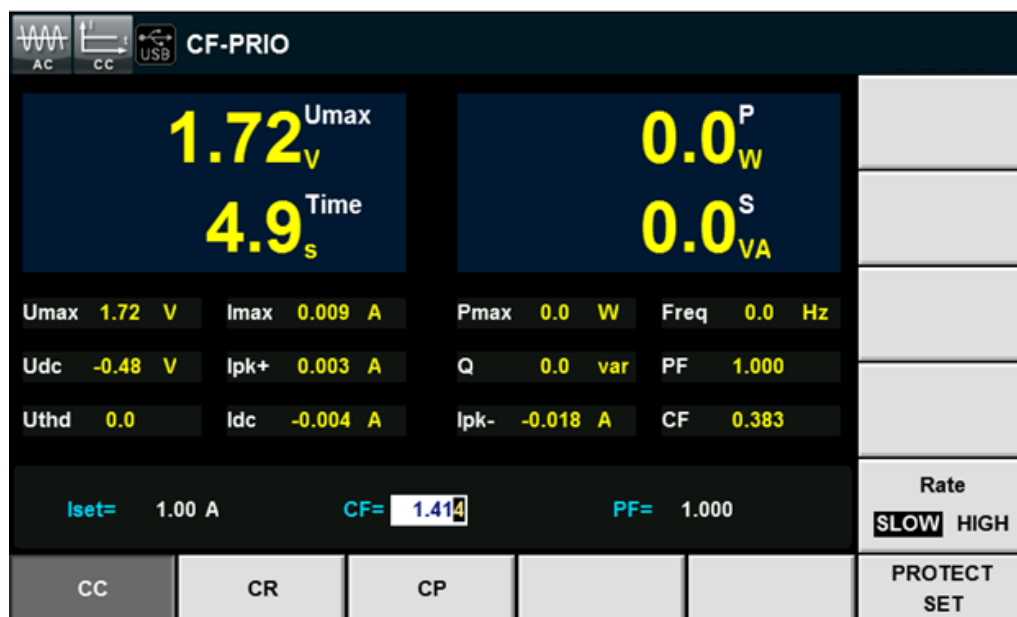 AC CC I t USB CF-PRIO
1.72 V Umax
0.0 W P
4.9 s Time
0.0 VA S
Umax 1.72 V Imax 0.009 A Pmax 0.0 W Freq 0.0 Hz
Udc -0.48 V Ipk+ 0.003 A Q 0.0 var PF 1.000
Uthd 0.0 Idc -0.004 A Ipk- -0.018 A CF 0.383
Iset= 1.00 A CF= 1.414 PF= 1.000
Rate
SLOW HIGH
CC CR CP
PROTECT
SET